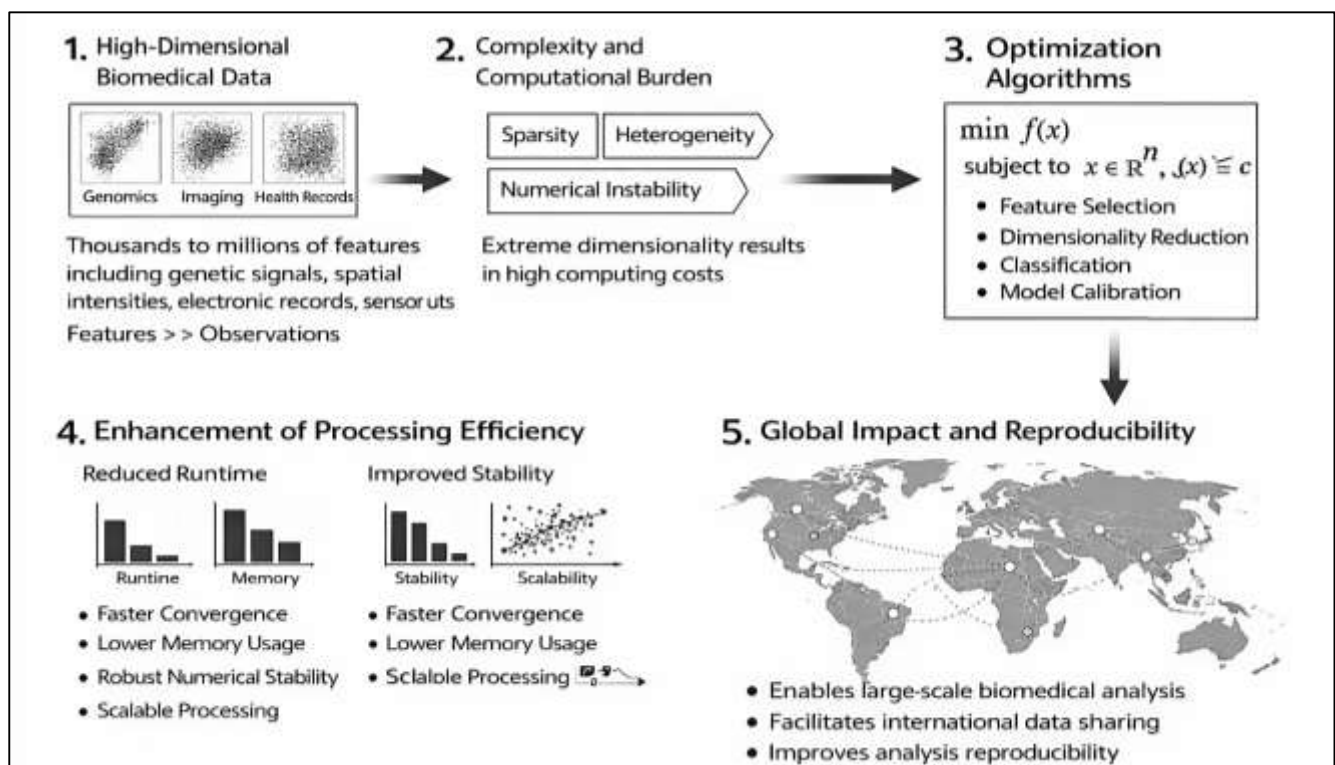 1. High-Dimensional
Biomedical Data
Genomics Imaging Health Records
Thousands to millions of features
including genetic signals, spatial
intensities, electronic records, sensor uts
Features >> Observations
2. Complexity and
Computational Burden
Sparsity Heterogeneity
Numerical Instability
Extreme dimensionality results
in high computing costs
3. Optimization
Algorithms
min f(x)
subject to x ∈ ℝⁿ, (x) ≦ c
• Feature Selection
• Dimensionality Reduction
• Classification
• Model Calibration
4. Enhancement of Processing Efficiency
Reduced Runtime
Runtime Memory
• Faster Convergence
• Lower Memory Usage
• Robust Numerical Stability
• Scalable Processing
Improved Stability
Stability Scalability
• Faster Convergence
• Lower Memory Usage
• Sclalole Processing
5. Global Impact and Reproducibility
• Enables large-scale biomedical analysis
• Facilitates international data sharing
• Improves analysis reproducibility